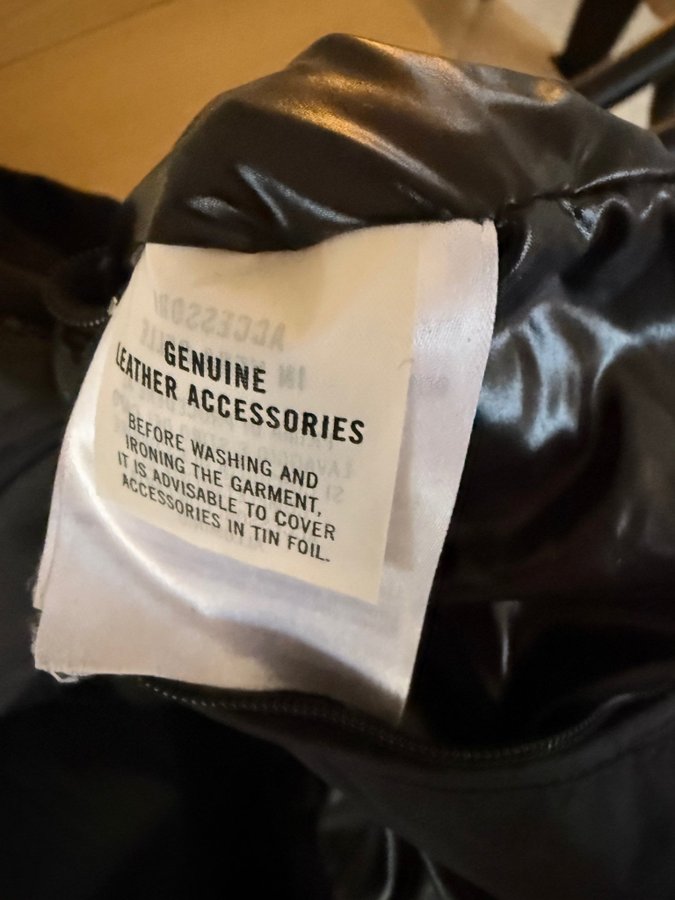 GENUINE
LEATHER ACCESSORIES
BEFORE WASHING AND
IRONING THE GARMENT,
IT IS ADVISABLE TO COVER
ACCESSORIES IN TIN FOIL.